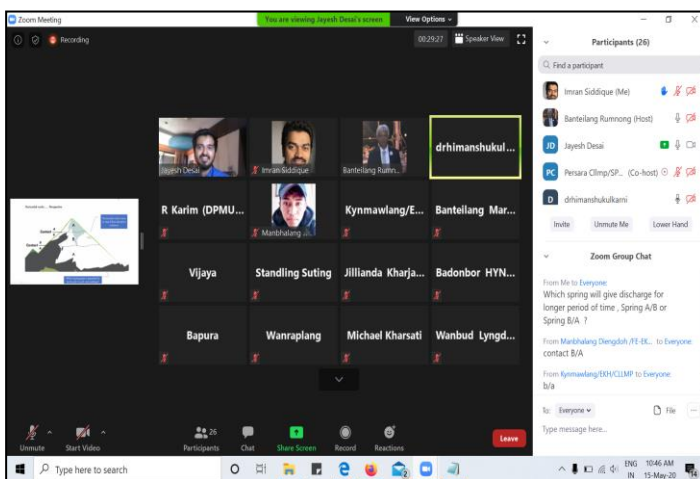 Zoom Meeting
You are viewing Jayesh Desai's screen
View Options
Recording
00:29:27
Speaker View
Jayesh Desai
Imran Siddique
Banteilang Rumn...
drhimanshukul...
R Karim (DPMU...
Manbhalang
Kynmawlang/E...
Banteilang Mar...
Vijaya
Standling Suting
Jillianda Kharja...
Badonbor HYN...
Bapura
Wanraplang
Michael Kharsati
Wanbud Lyngd...
Unmute
Start Video
26
Participants
Chat
Share Screen
Record
Reactions
Leave
Participants (26)
Find a participant
Imran Siddique (Me)
Banteilang Rumnong (Host)
JD
Jayesh Desai
PC
Persara Cllmp/SP... (Co-host)
D
drhimanshukulkarni
Invite
Unmute Me
Lower Hand
Zoom Group Chat
From Me to Everyone:
Which spring will give discharge for
longer period of time , Spring A/B or
Spring B/A ?
From Manbhalang Diengdoh /FE-EK... to Everyone:
contact B/A
From Kynmawlang/EKH/CLLMP to Everyone:
b/a
To: Everyone
File
Type message here...
Type here to search
ENG
IN
10:46 AM
15-May-20